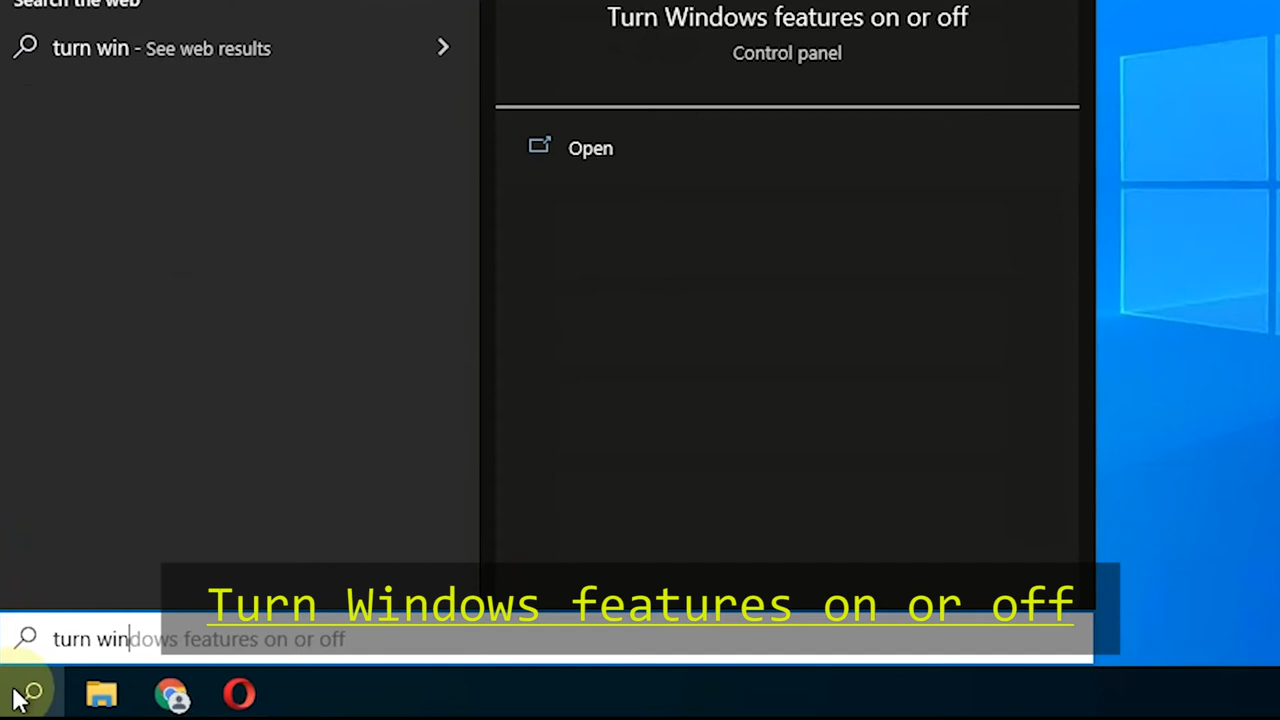 Search the web
turn win - See web results
Turn Windows features on or off
Control panel
Open
Turn Windows features on or off
turn windows features on or off